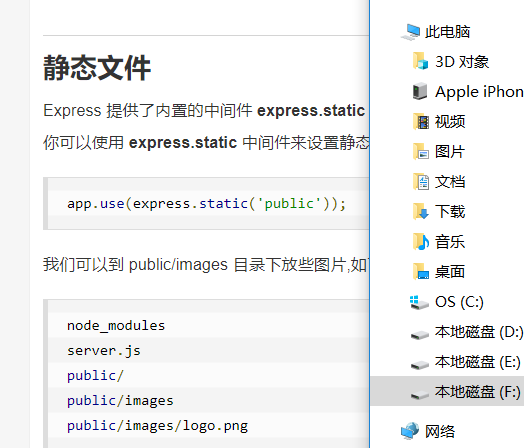 静态文件
Express 提供了内置的中间件 express.static
你可以使用 express.static 中间件来设置静态
app.use(express.static('public'));
我们可以到 public/images 目录下放些图片,如
node_modules
server.js
public/
public/images
public/images/logo.png
此电脑
3D 对象
Apple iPhon
视频
图片
文档
下载
音乐
桌面
OS (C:)
本地磁盘 (D:)
本地磁盘 (E:)
本地磁盘 (F:)
网络